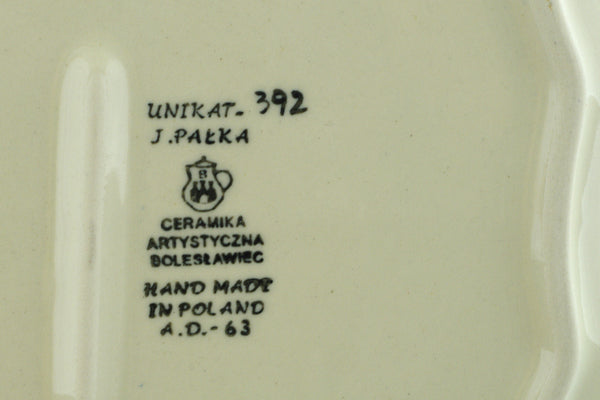 UNIKAT- 392
J.PAŁKA
B
CERAMIKA
ARTYSTYCZNA
BOLESŁAWIEC
HAND MADE
IN POLAND
A.D.- 63